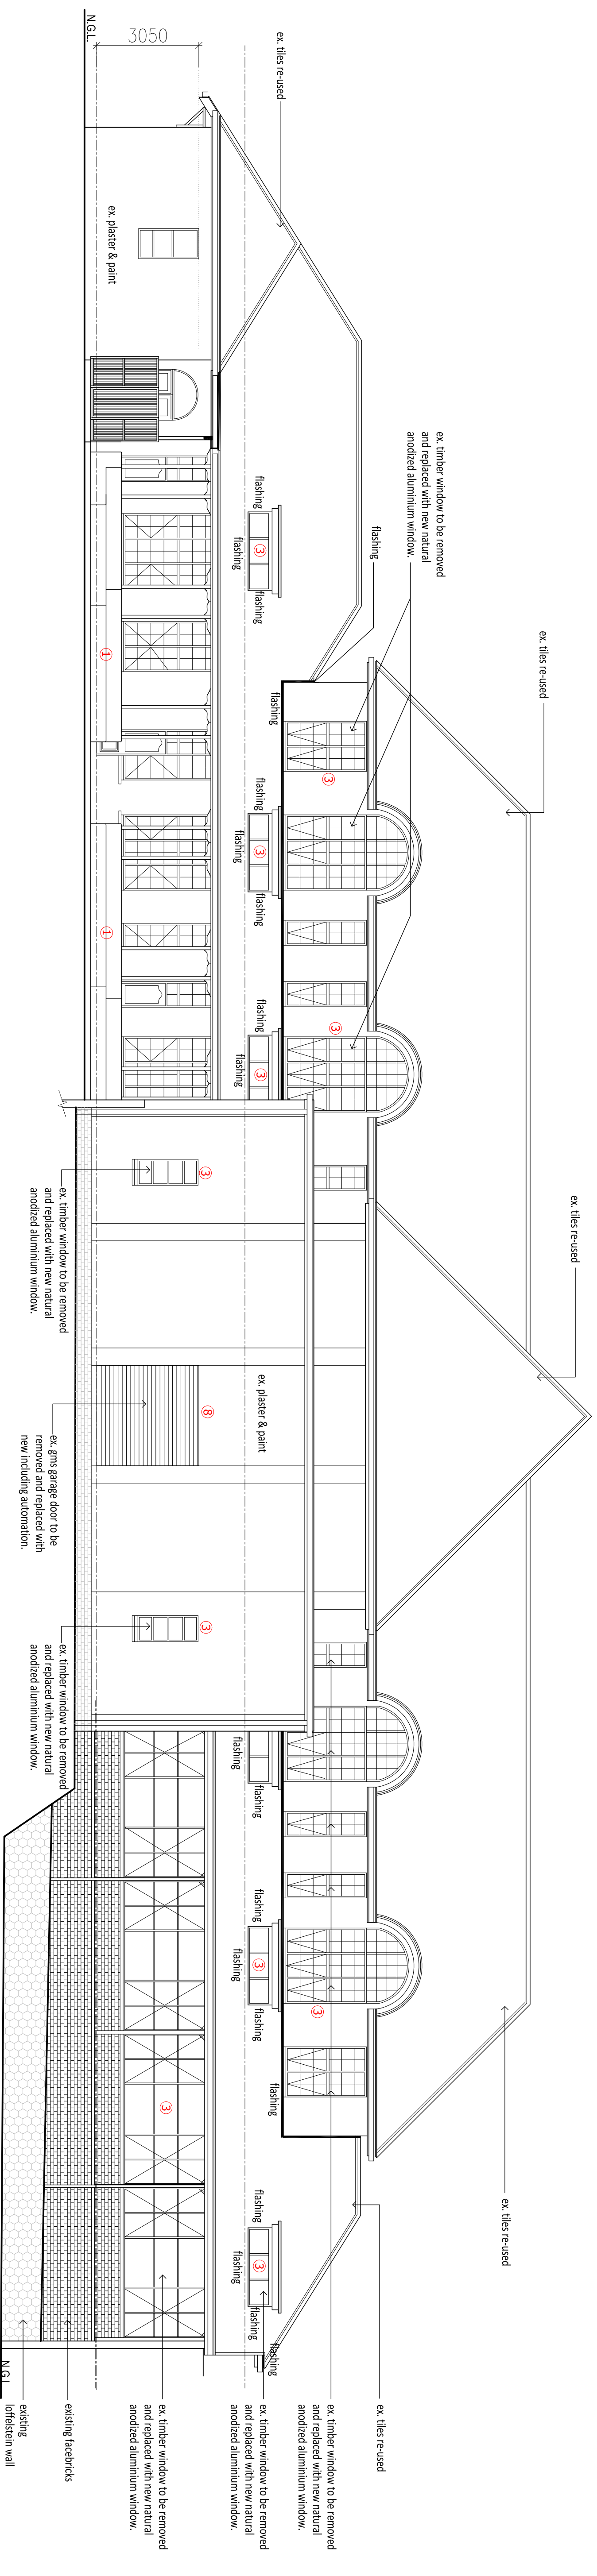 N.G.L.
3050
ex. tiles re-used
ex. plaster & paint
flashing
③
flashing
flashing
①
ex. timber window to be removed
and replaced with new natural
anodized aluminium window.
flashing
flashing
ex. tiles re-used
③
flashing
③
flashing
flashing
①
③
flashing
③
flashing
ex. tiles re-used
③
ex. timber window to be removed
and replaced with new natural
anodized aluminium window.
ex. plaster & paint
⑧
ex. gms garage door to be
removed and replaced with
new including automation.
③
ex. timber window to be removed
and replaced with new natural
anodized aluminium window.
flashing
flashing
flashing
③
flashing
flashing
③
flashing
③
ex. tiles re-used
flashing
③
flashing
flashing
flashing
ex. tiles re-used
ex. timber window to be removed
and replaced with new natural
anodized aluminium window.
ex. timber window to be removed
and replaced with new natural
anodized aluminium window.
ex. timber window to be removed
and replaced with new natural
anodized aluminium window.
existing facebricks
existing
loffelstein wall
N.G.L.